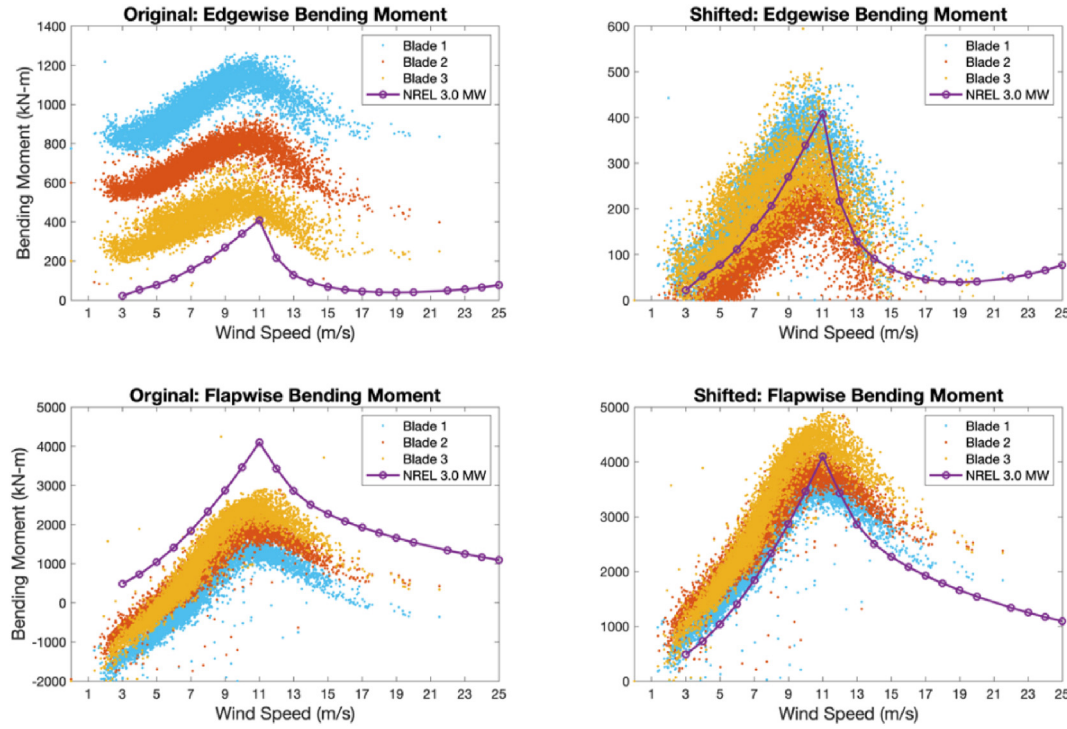 Original: Edgewise Bending Moment
1400
1200
1000
800
600
400
200
0
Bending Moment (kN-m)
Blade 1
Blade 2
Blade 3
NREL 3.0 MW
1 3 5 7 9 11 13 15 17 19 21 23 25
Wind Speed (m/s)
Shifted: Edgewise Bending Moment
600
500
400
300
200
100
0
Blade 1
Blade 2
Blade 3
NREL 3.0 MW
1 3 5 7 9 11 13 15 17 19 21 23 25
Wind Speed (m/s)
Orginal: Flapwise Bending Moment
5000
4000
3000
2000
1000
0
-1000
-2000
Bending Moment (kN-m)
Blade 1
Blade 2
Blade 3
NREL 3.0 MW
1 3 5 7 9 11 13 15 17 19 21 23 25
Wind Speed (m/s)
Shifted: Flapwise Bending Moment
5000
4000
3000
2000
1000
0
Blade 1
Blade 2
Blade 3
NREL 3.0 MW
1 3 5 7 9 11 13 15 17 19 21 23 25
Wind Speed (m/s)